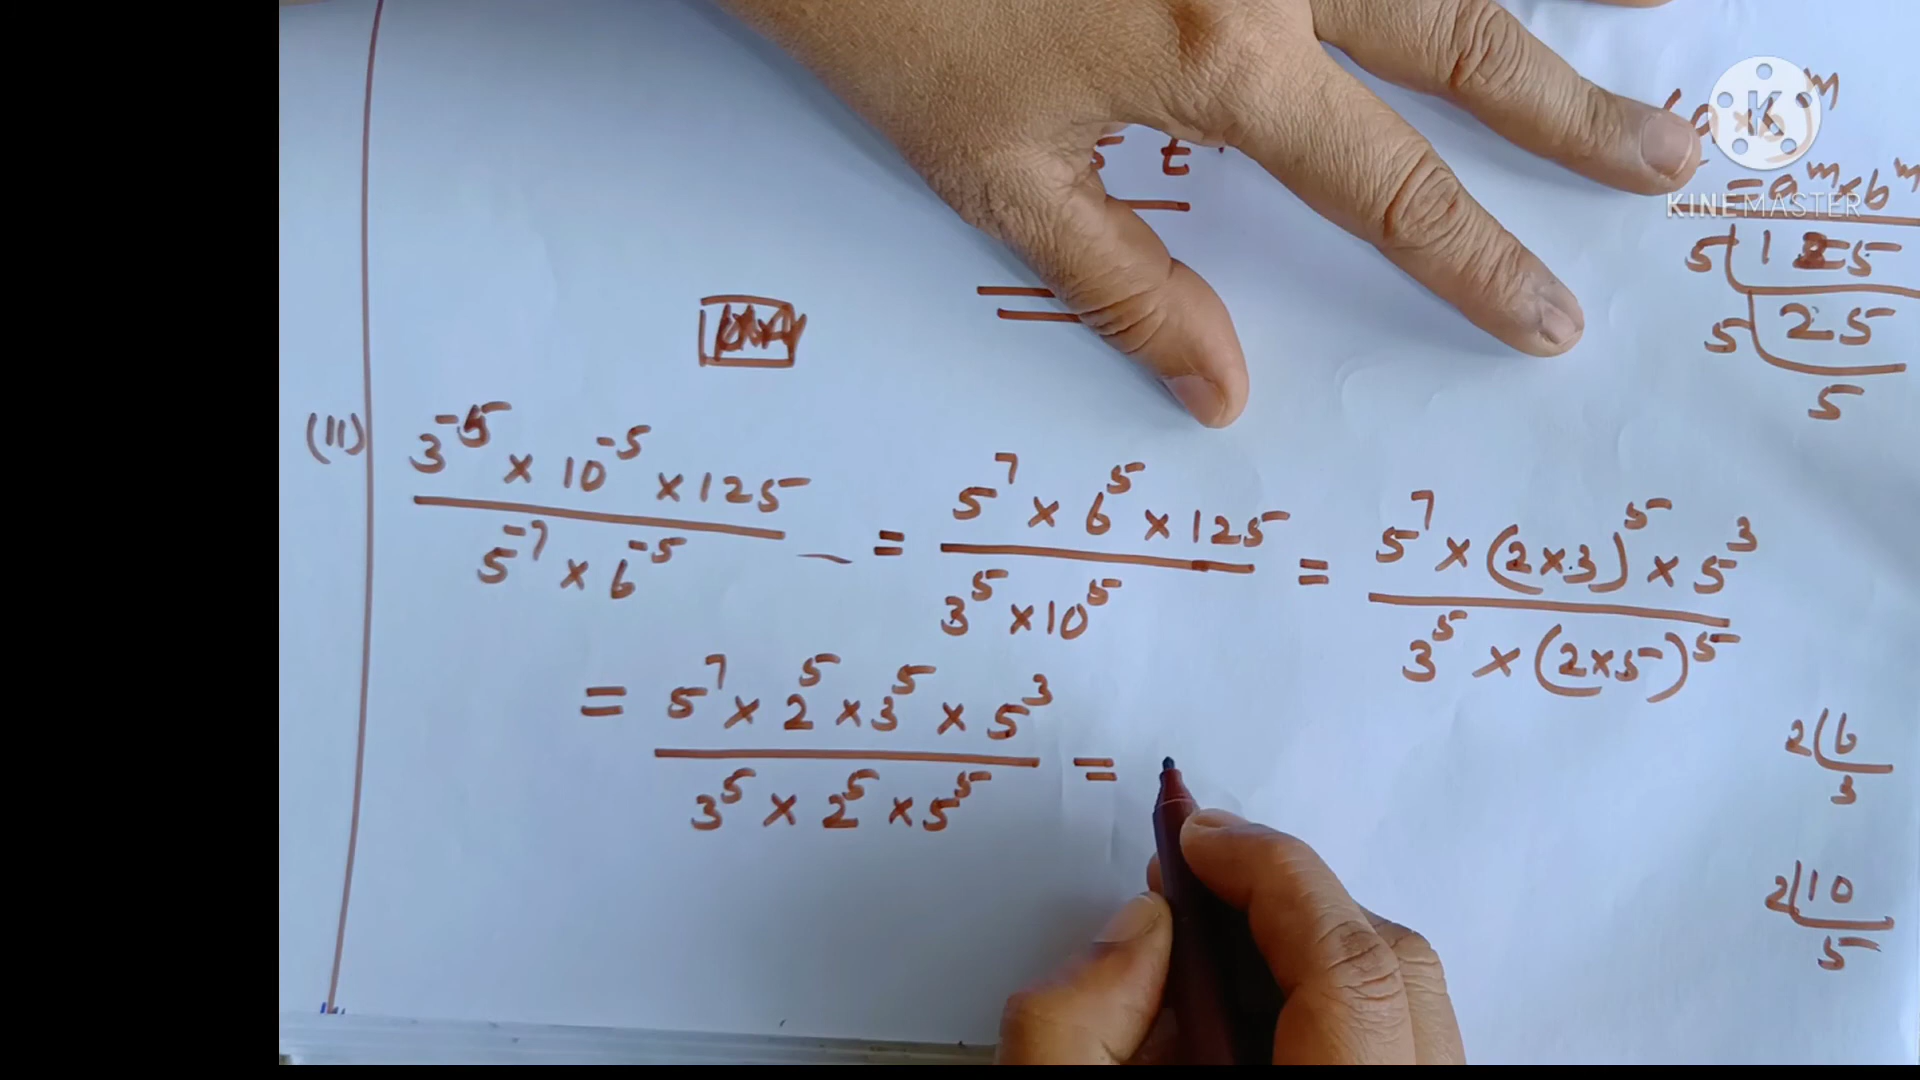 5 t
(a×b)^m
= a^m × b^m
KINEMASTER
5 | 125
5 | 25
5
(II) 3^-5 × 10^-5 × 125 / 5^-7 × 6^-5 = 5^7 × 6^5 × 125 / 3^5 × 10^5 = 5^7 × (2×3)^5 × 5^3 / 3^5 × (2×5)^5
= 5^7 × 2^5 × 3^5 × 5^3 / 3^5 × 2^5 × 5^5 =
2 | 6
3
2 | 10
5